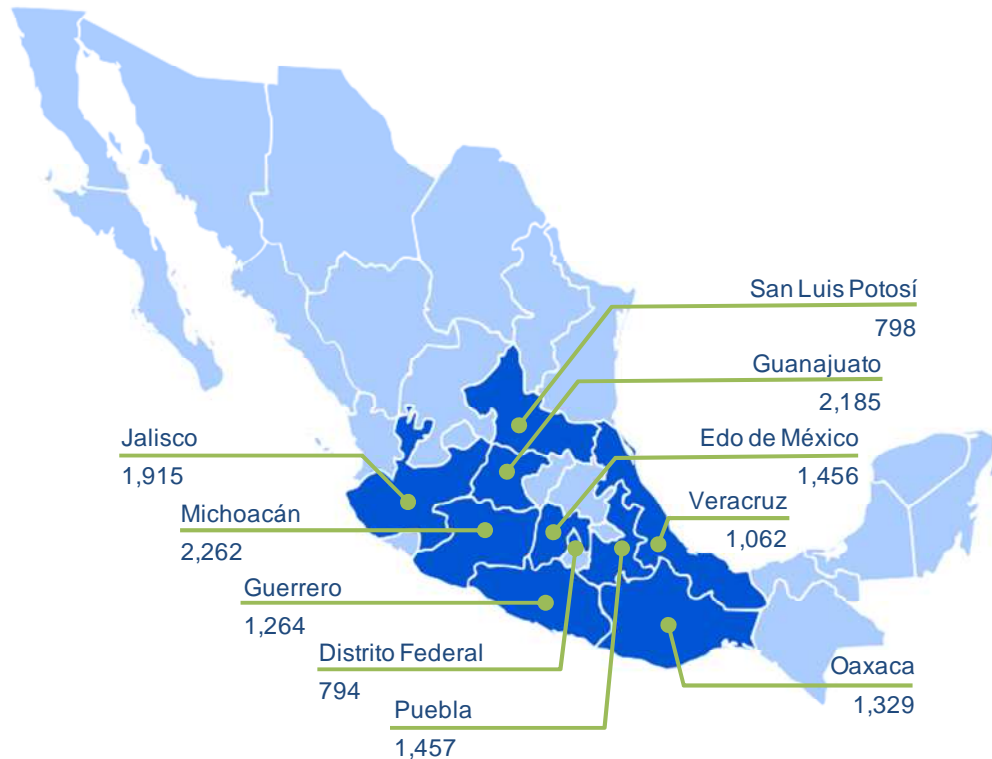 San Luis Potosí
798
Guanajuato
2,185
Jalisco
1,915
Edo de México
1,456
Michoacán
2,262
Veracruz
1,062
Guerrero
1,264
Distrito Federal
794
Oaxaca
1,329
Puebla
1,457